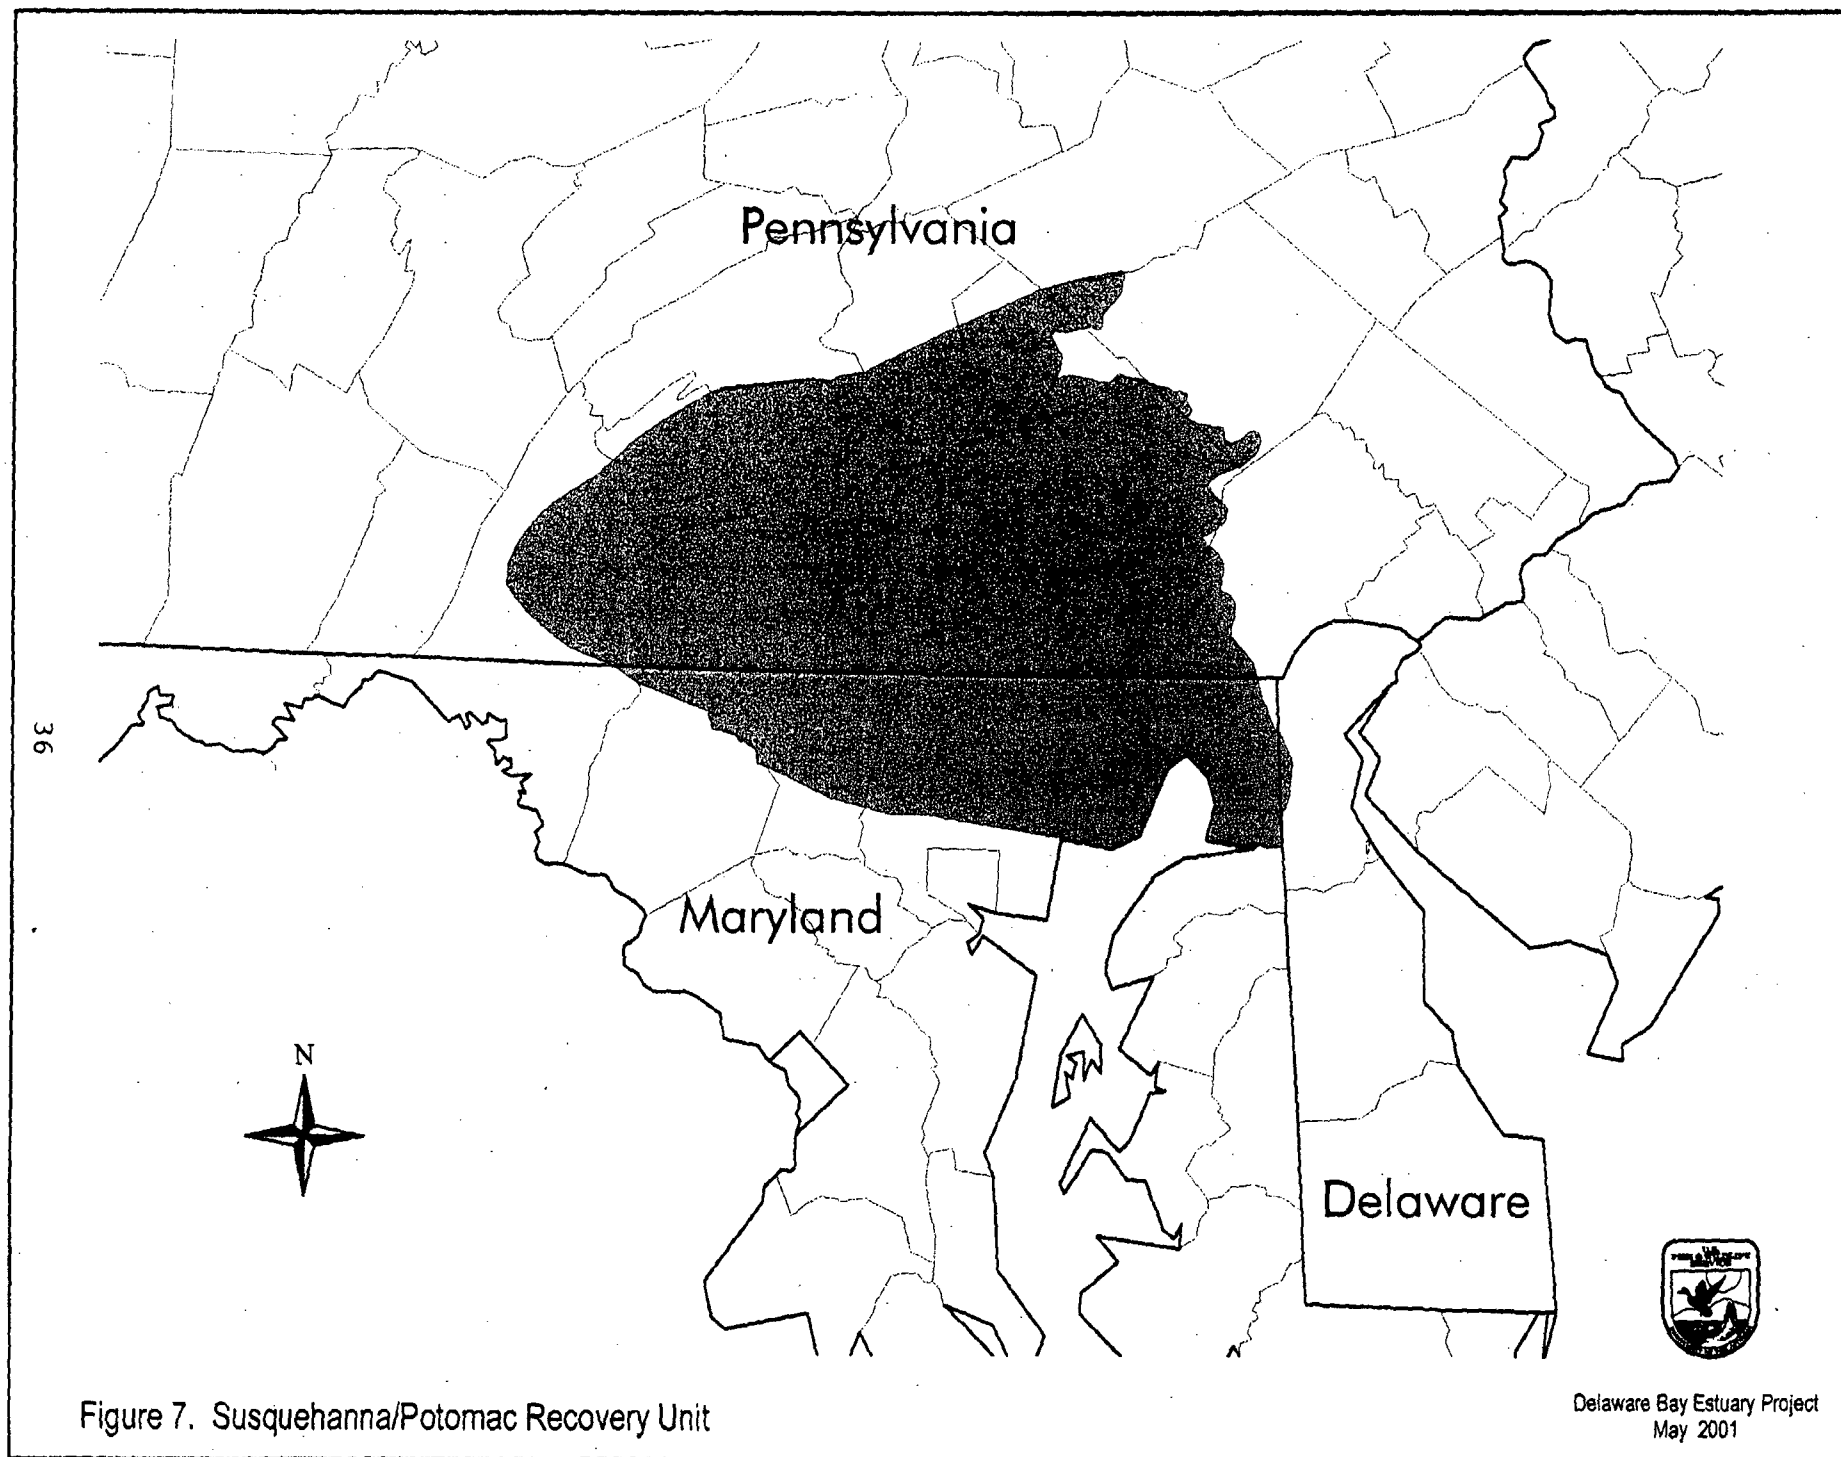 Pennsylvania
36
Maryland
N
Delaware
Figure 7. Susquehanna/Potomac Recovery Unit
Delaware Bay Estuary Project
May 2001